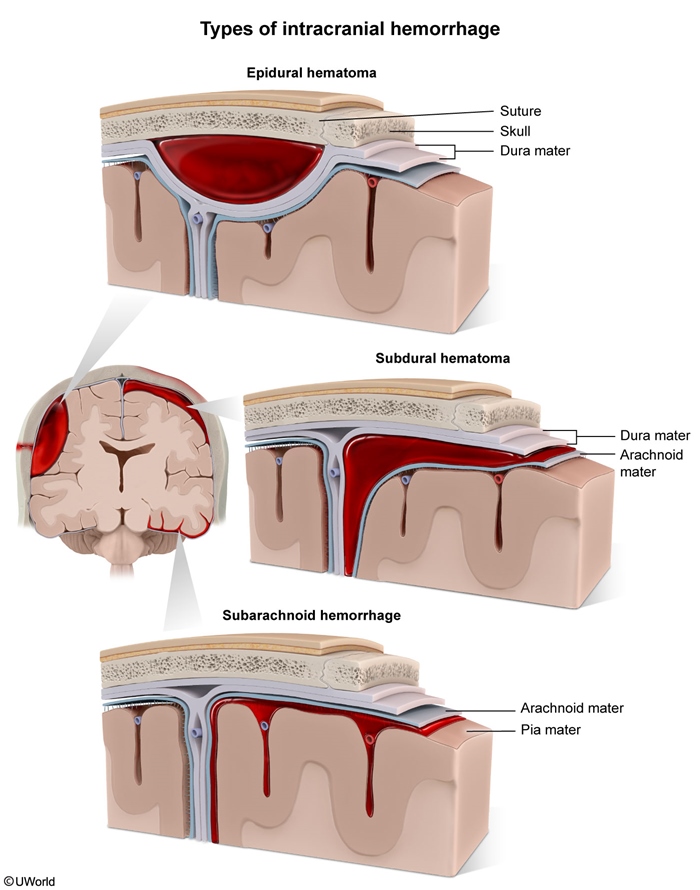 Types of intracranial hemorrhage
Epidural hematoma
Suture
Skull
Dura mater
Subdural hematoma
Dura mater
Arachnoid
mater
Subarachnoid hemorrhage
Arachnoid mater
Pia mater
©UWorld